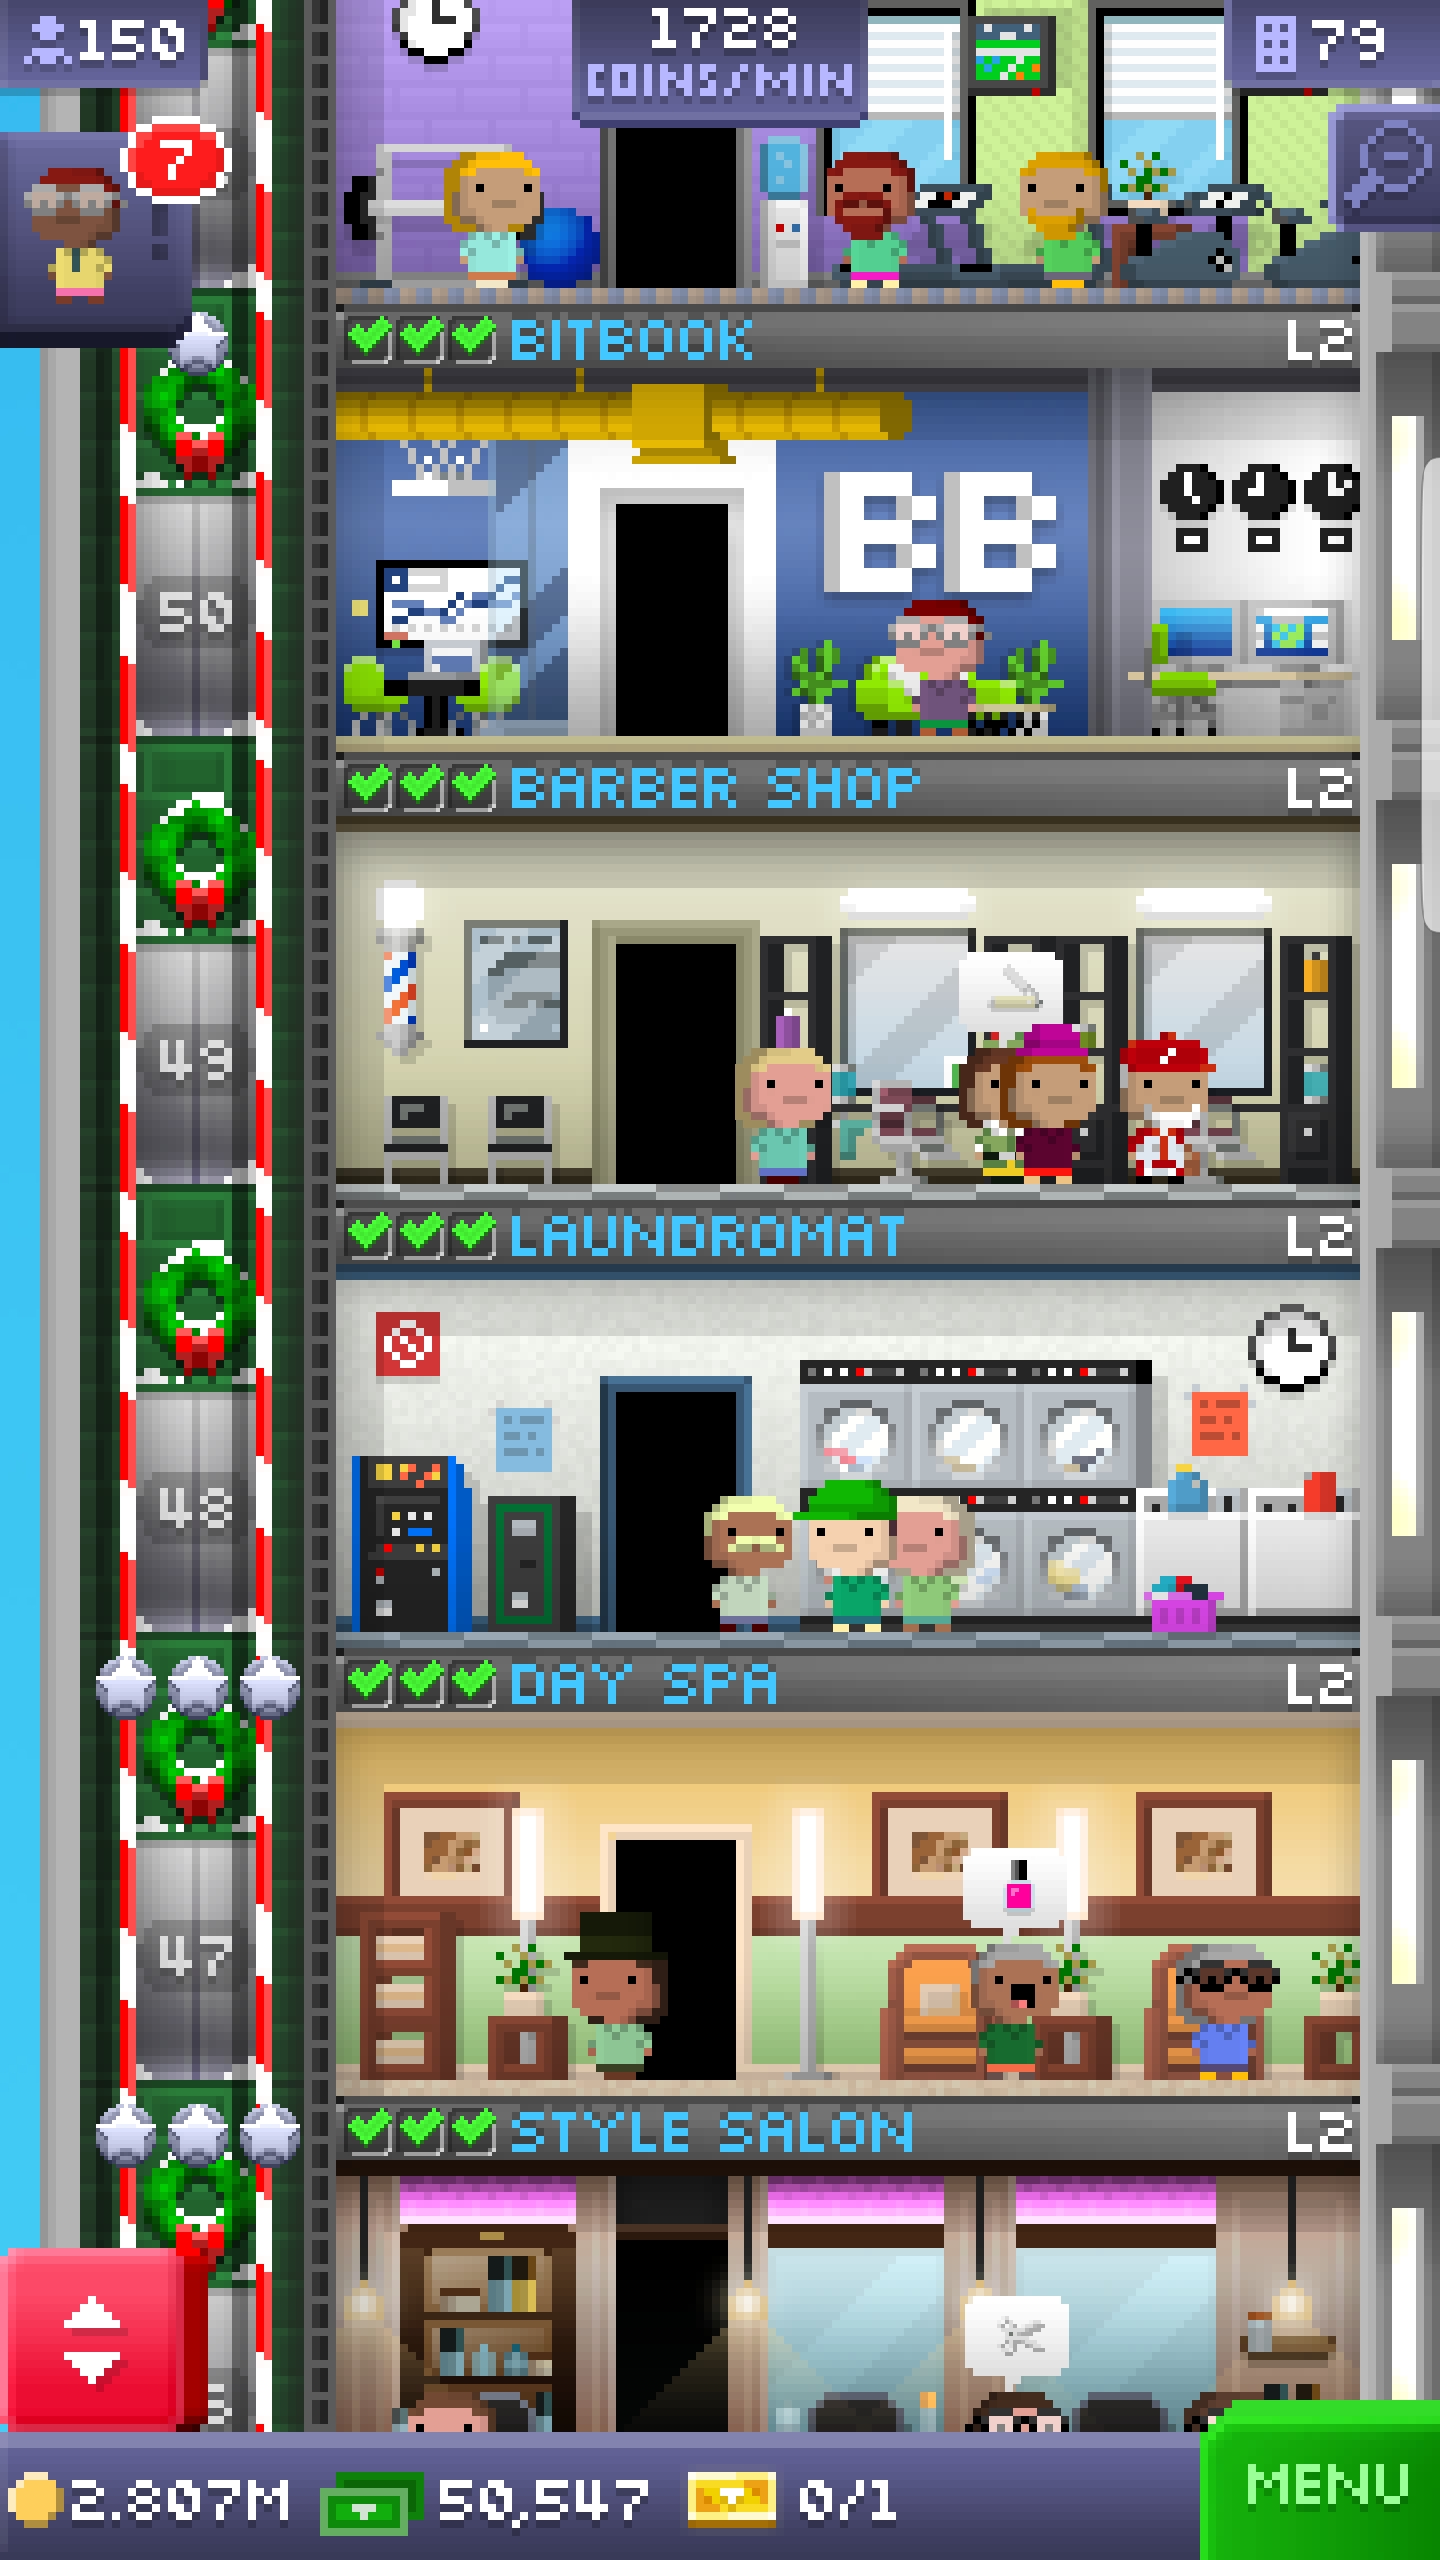 150
1728
COINS/MIN
79
7
BITBOOK
L2
BB
50
BARBER SHOP
L2
49
LAUNDROMAT
L2
48
DAY SPA
L2
47
STYLE SALON
L2
2.807M
50,547
0/1
MENU